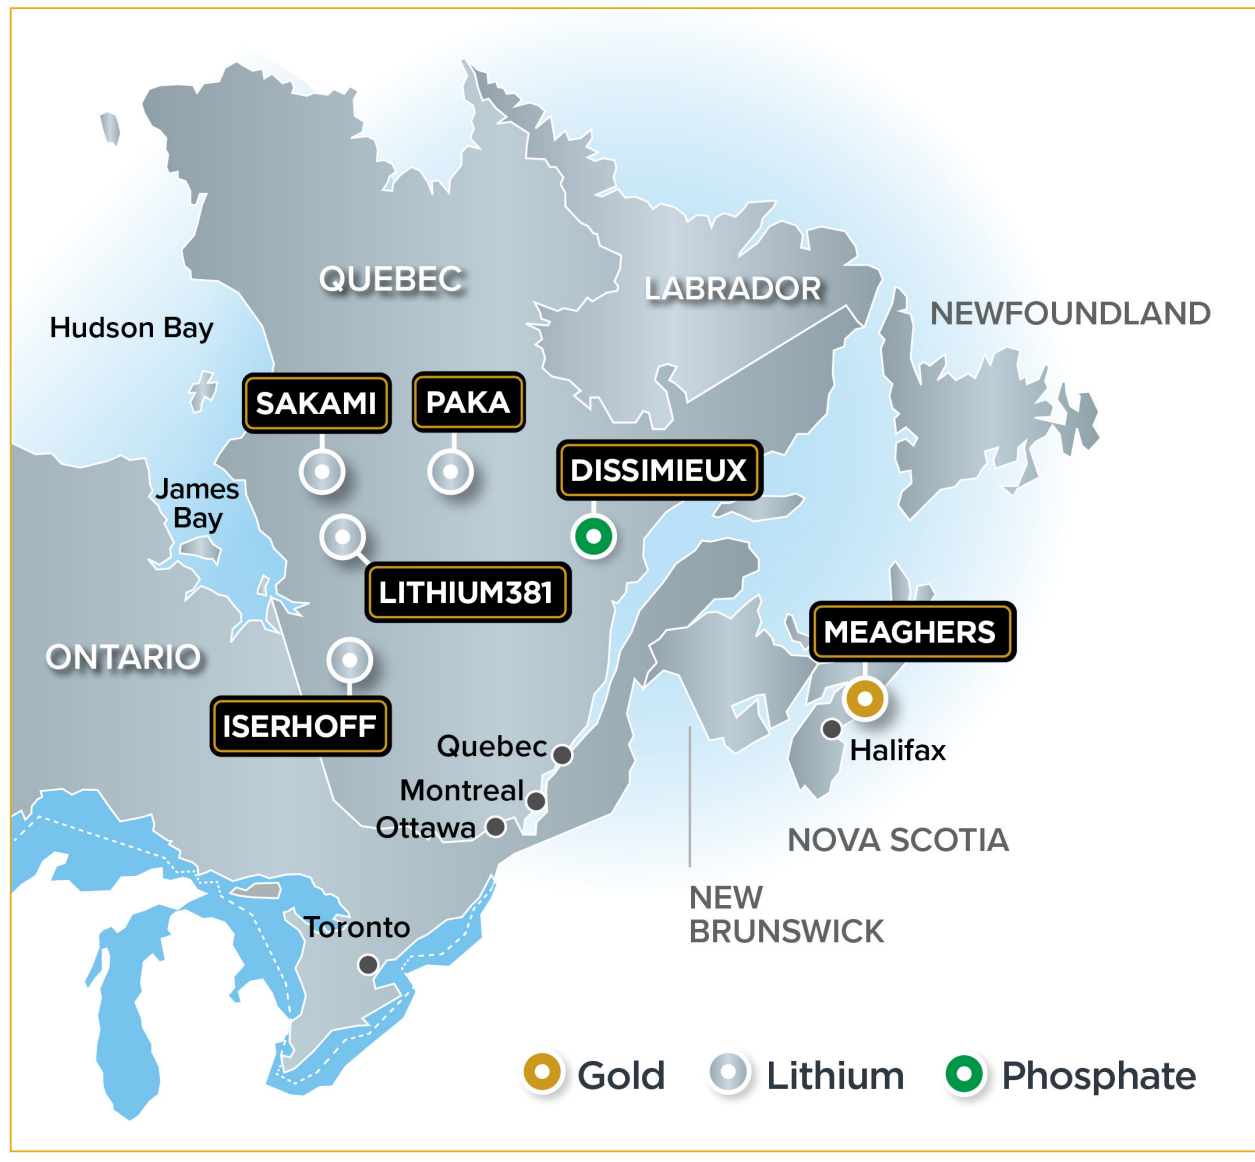 QUEBEC
LABRADOR
NEWFOUNDLAND
Hudson Bay
SAKAMI
PAKA
DISSIMIEUX
James
Bay
LITHIUM381
MEAGHERS
ONTARIO
ISERHOFF
Quebec
Halifax
Montreal
Ottawa
NOVA SCOTIA
NEW
BRUNSWICK
Toronto
Gold
Lithium
Phosphate